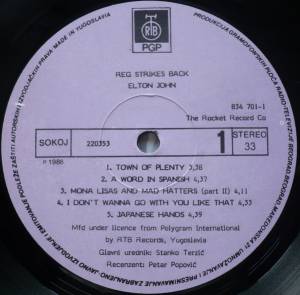 PROIZVODNJA GRAMOFONSKIH PLOČA RADIO-TELEVIZIJE BEOGRAD
RTB
PGP
REG STRIKES BACK
ELTON JOHN
834 701-1
The Rocket Record Co
SOKOJ
220353
1
STEREO
33
P 1988
1. TOWN OF PLENTY 3,38
2. A WORD IN SPANISH 4,37
3. MONA LISAS AND MAD HATTERS (part II) 4,11
4. I DON'T WANNA GO WITH YOU LIKE THAT 4,33
5. JAPANESE HANDS 4,39
Mfd under licence from Polygram International
by RTB Records, Yugoslavia
Glavni urednik: Stanko Terzić
Recenzent: Peter Popović
MADE IN YUGOSLAVIA